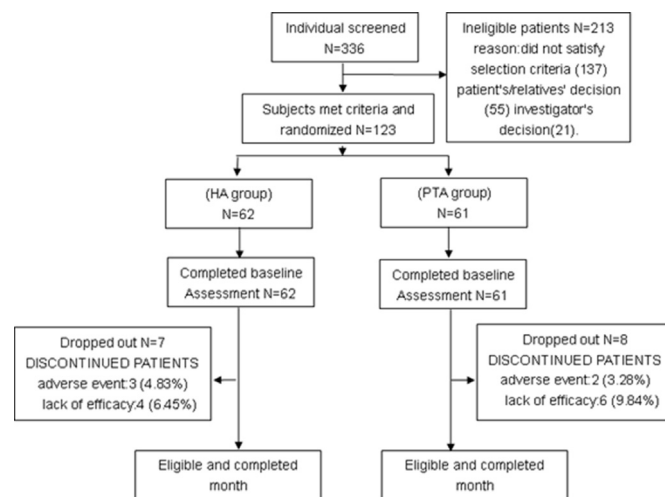 Individual screened
N=336
Ineligible patients N=213
reason:did not satisfy
selection criteria (137)
patient's/relatives' decision
(55) investigator's
decision(21).
Subjects met criteria and
randomized N=123
(HA group)
N=62
(PTA group)
N=61
Completed baseline
Assessment N=62
Completed baseline
Assessment N=61
Dropped out N=7
DISCONTINUED PATIENTS
adverse event:3 (4.83%)
lack of efficacy:4 (6.45%)
Dropped out N=8
DISCONTINUED PATIENTS
adverse event:2 (3.28%)
lack of efficacy:6 (9.84%)
Eligible and completed
month
Eligible and completed
month